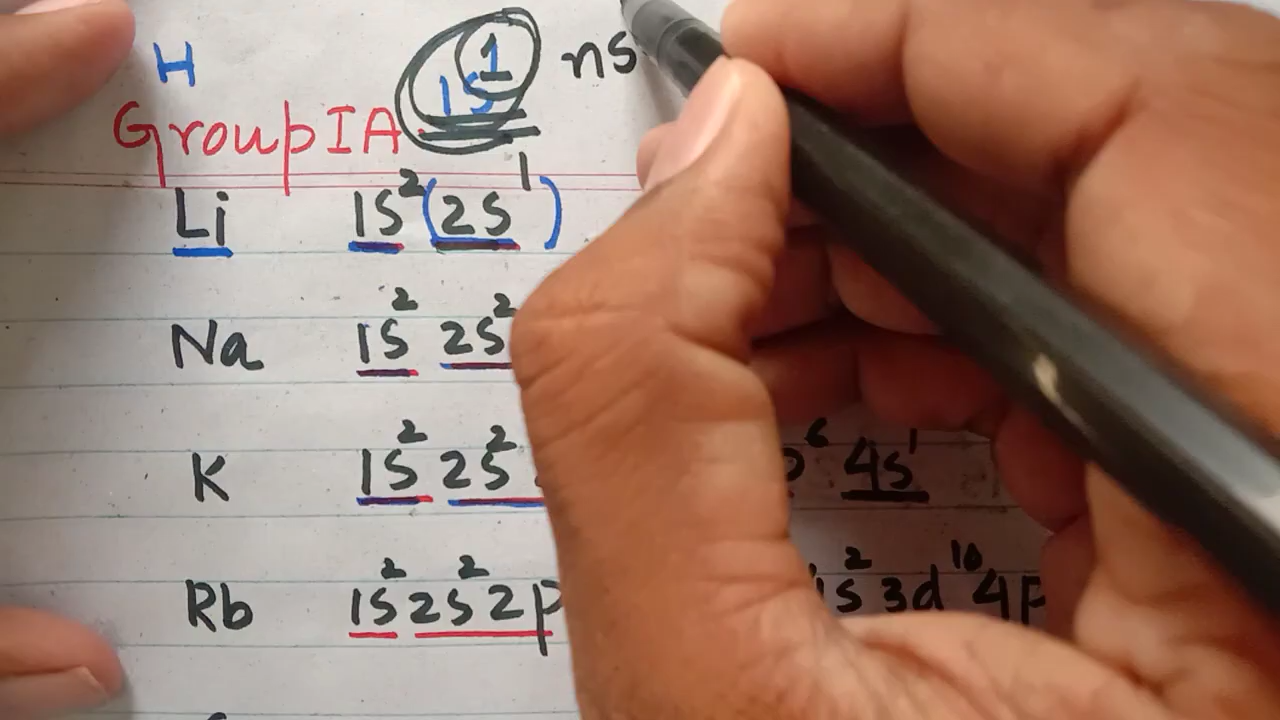 H 1s¹ ns
Group IA
Li 1s² (2s¹)
Na 1s² 2s²
K 1s² 2s² p⁶ 4s¹
Rb 1s² 2s² 2p s² 3d¹⁰ 4p